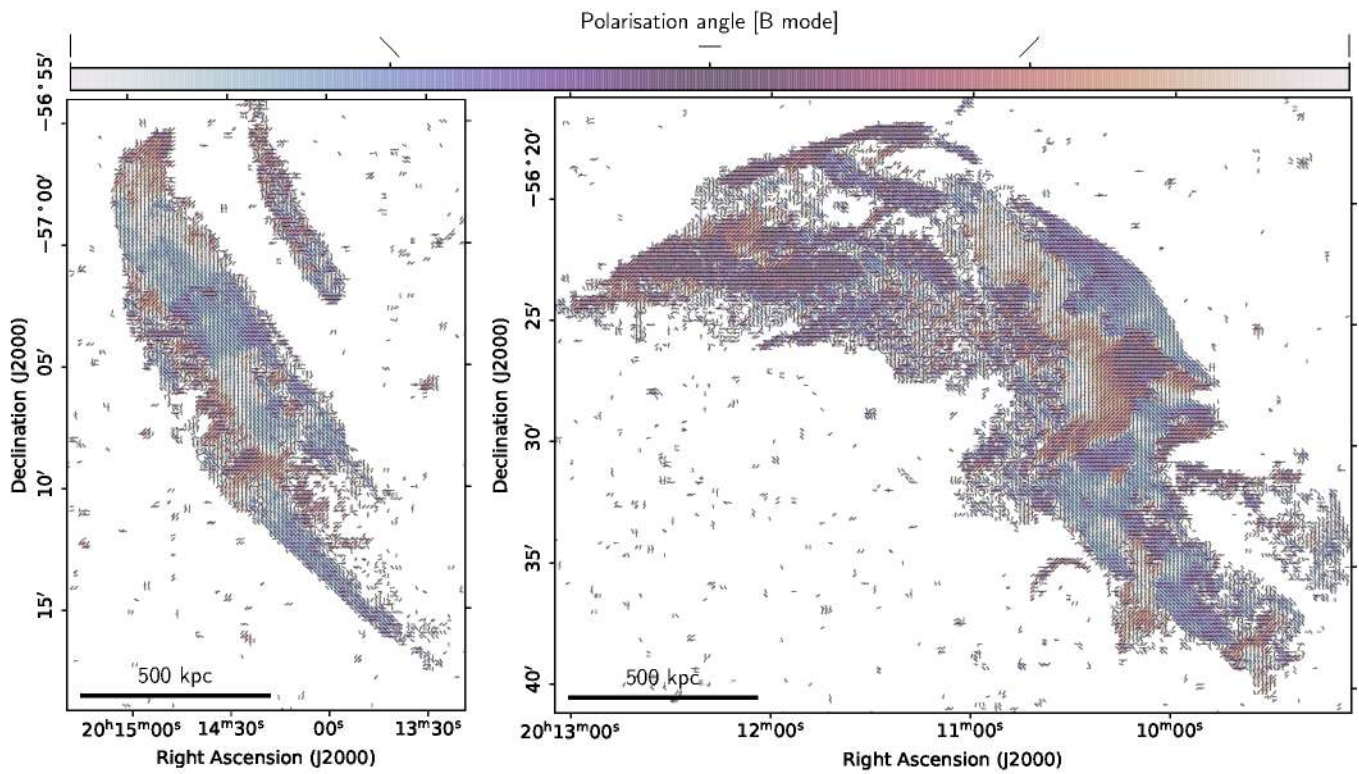 Polarisation angle [B mode]
−56°55′
−57°00′
05′
10′
15′
Declination (J2000)
500 kpc
20ʰ15ᵐ00ˢ 14ᵐ30ˢ 00ˢ 13ᵐ30ˢ
Right Ascension (J2000)
−56°20′
25′
30′
35′
40′
Declination (J2000)
500 kpc
20ʰ13ᵐ00ˢ 12ᵐ00ˢ 11ᵐ00ˢ 10ᵐ00ˢ
Right Ascension (J2000)